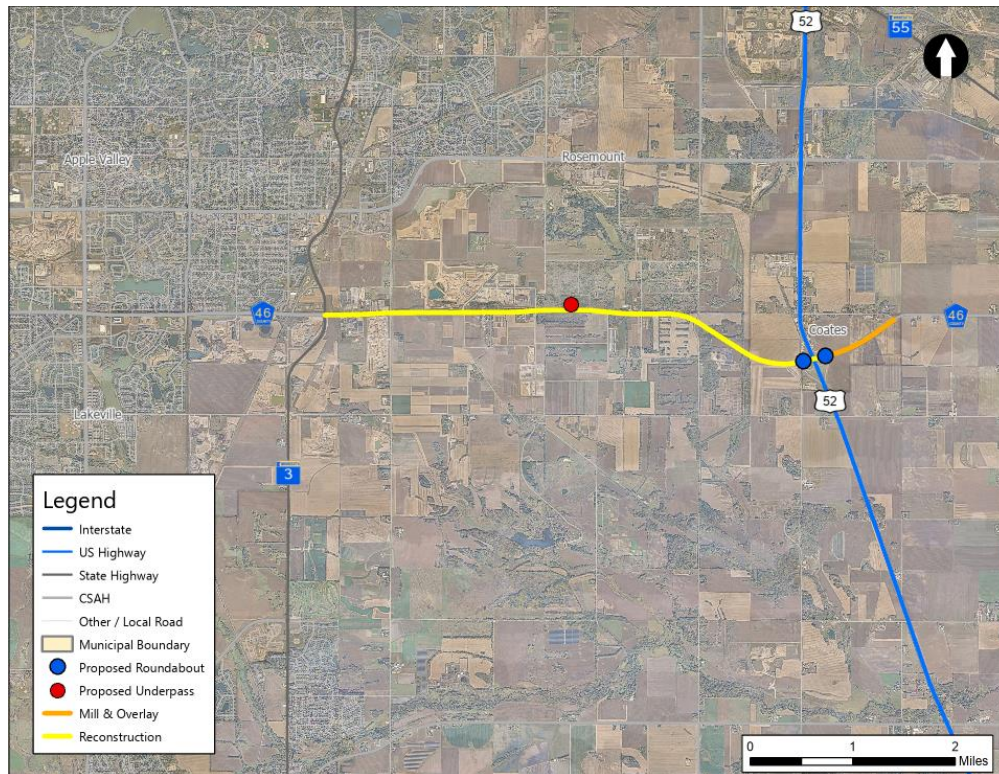 52
55
Apple Valley
Rosemount
46
Coates
46
52
Lakeville
3
Legend
Interstate
US Highway
State Highway
CSAH
Other / Local Road
Municipal Boundary
Proposed Roundabout
Proposed Underpass
Mill & Overlay
Reconstruction
0 1 2
Miles